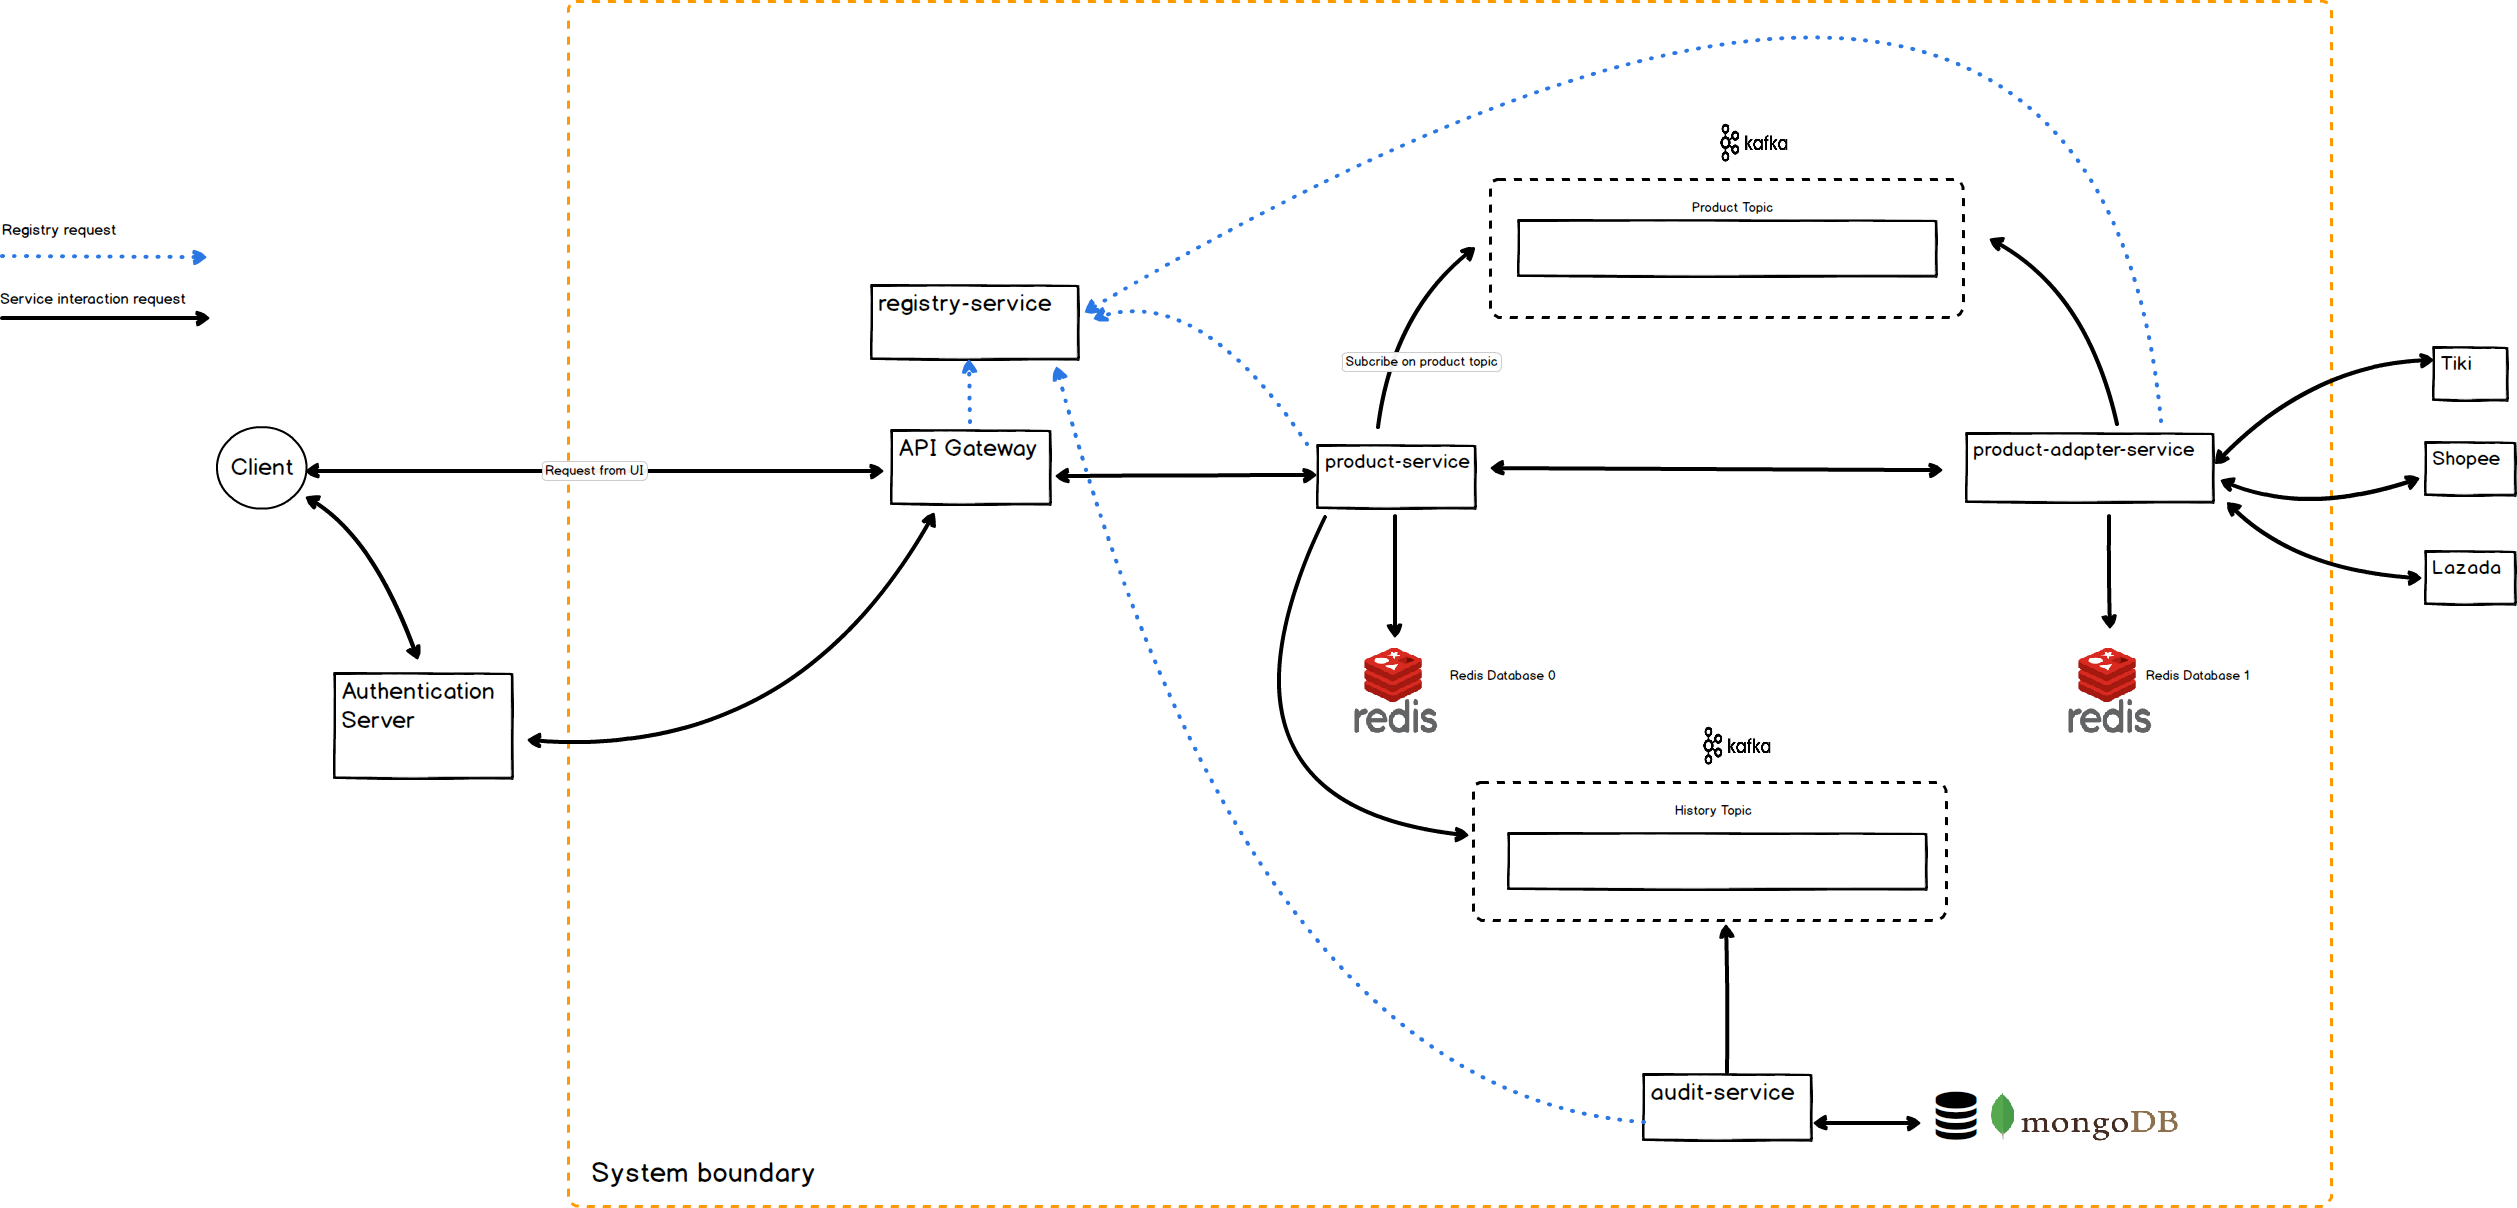 Registry request
Service interaction request
Client
Request from UI
Authentication
Server
registry-service
API Gateway
kafka
Product Topic
Subcribe on product topic
product-service
product-adapter-service
Tiki
Shopee
Lazada
redis
Redis Database 0
redis
Redis Database 1
kafka
History Topic
audit-service
mongoDB
System boundary